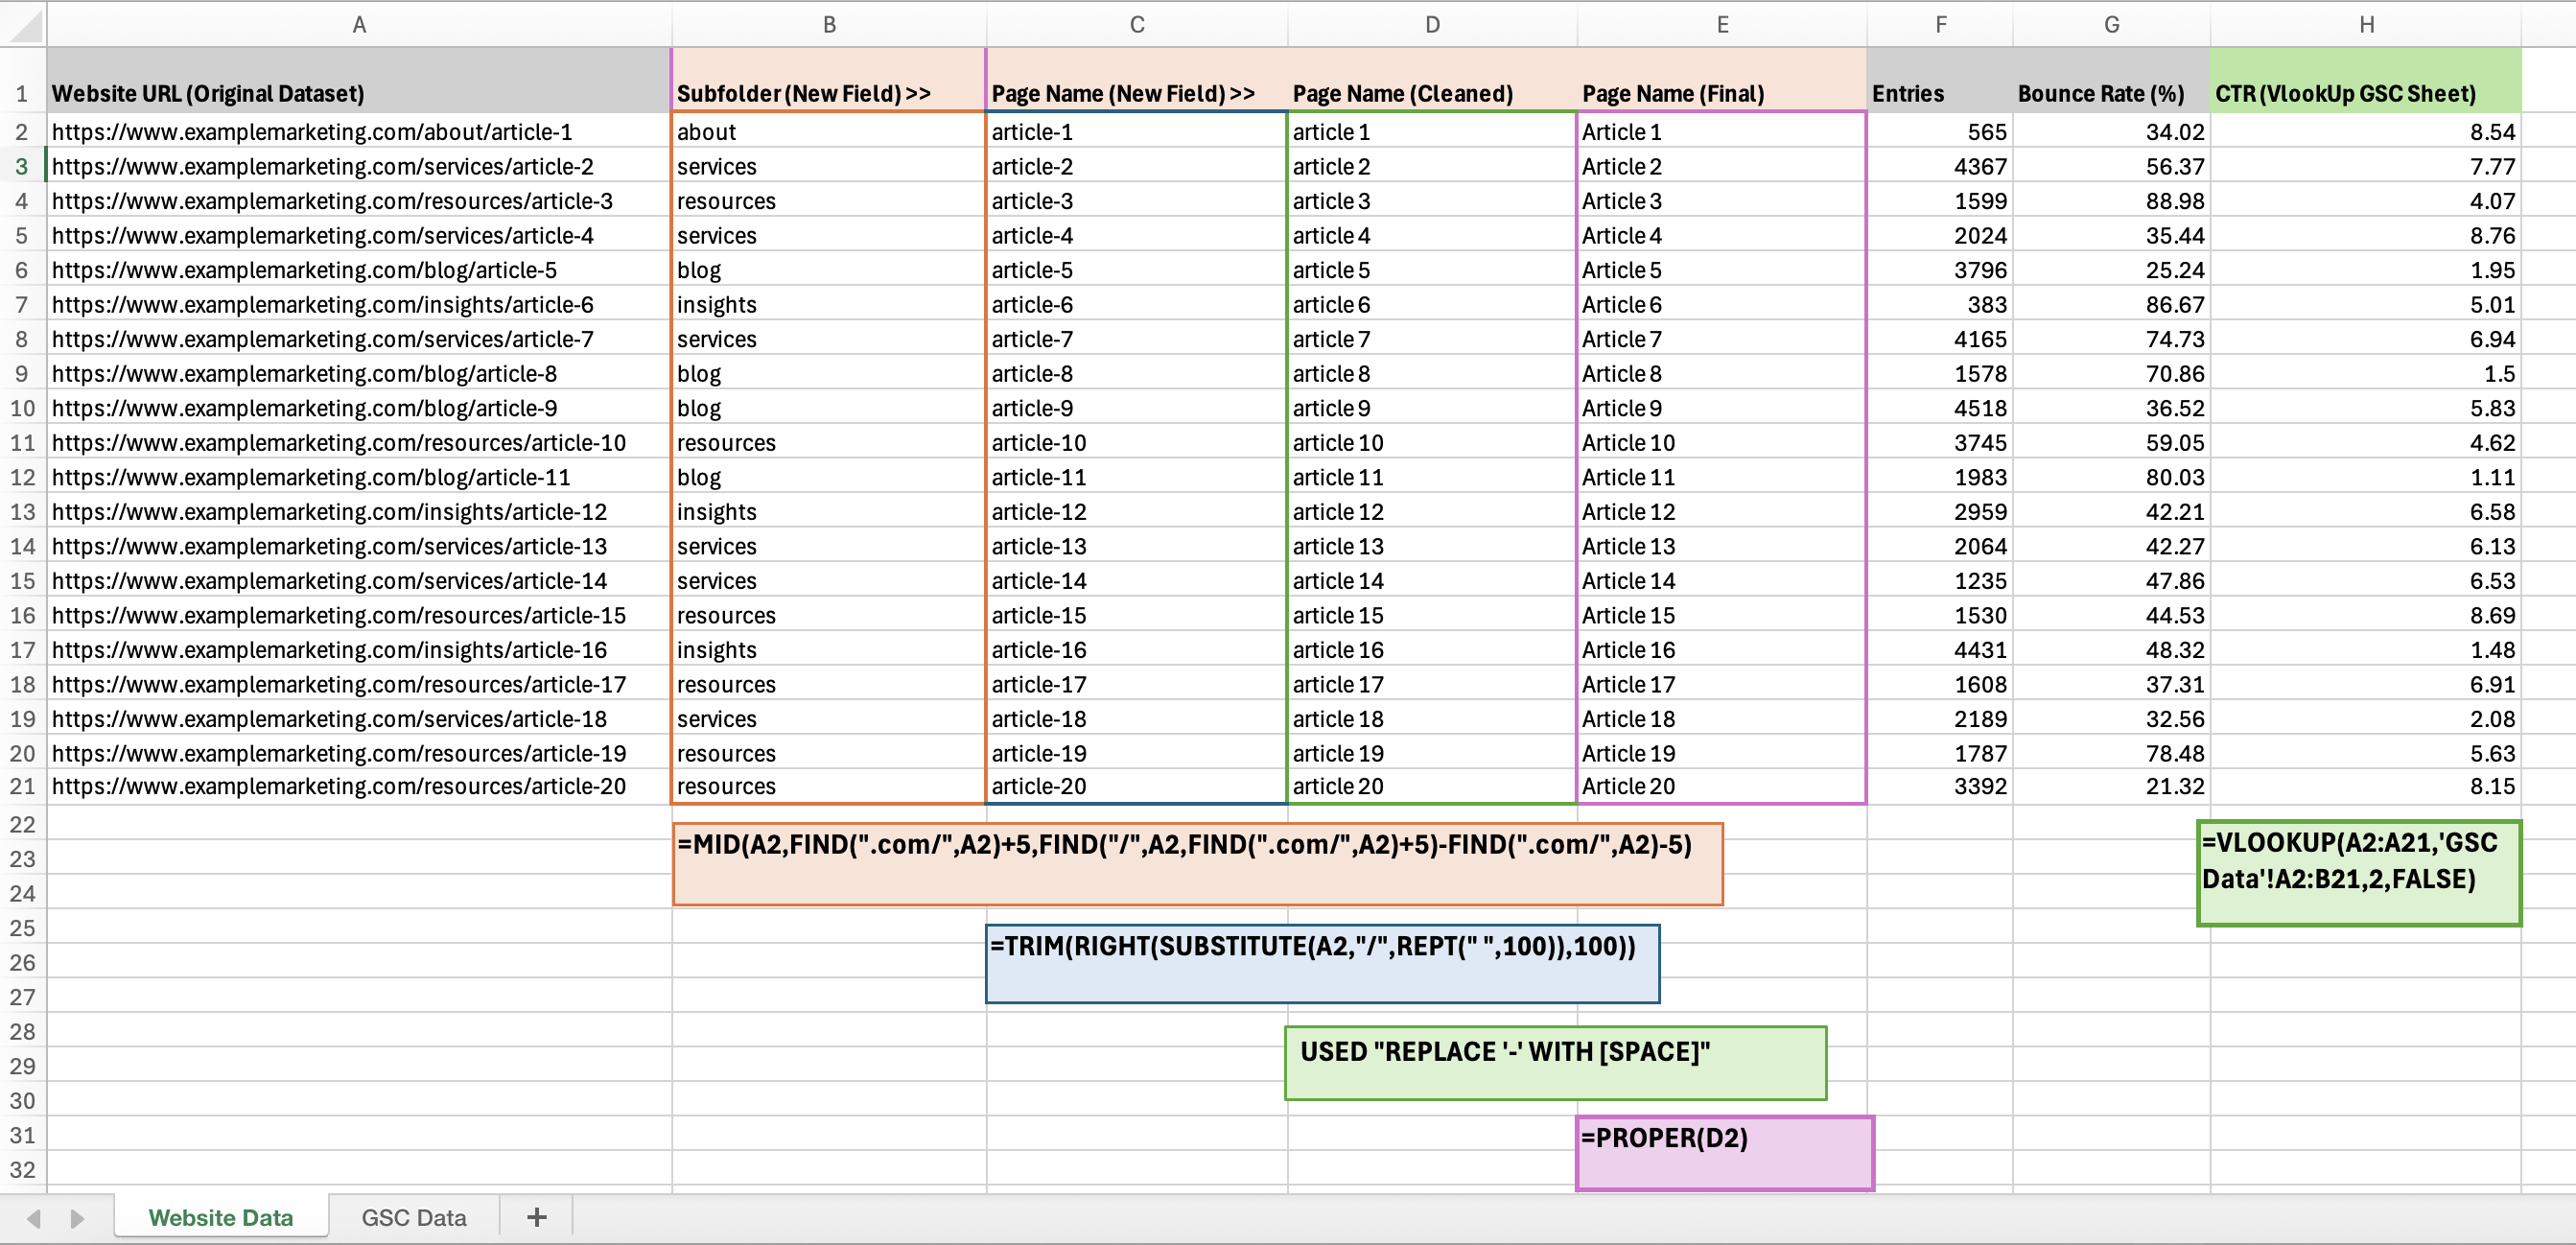 A B C D E F G H
1 Website URL (Original Dataset) Subfolder (New Field) >> Page Name (New Field) >> Page Name (Cleaned) Page Name (Final) Entries Bounce Rate (%) CTR (VlookUp GSC Sheet)
2 https://www.examplemarketing.com/about/article-1 about article-1 article 1 Article 1 565 34.02 8.54
3 https://www.examplemarketing.com/services/article-2 services article-2 article 2 Article 2 4367 56.37 7.77
4 https://www.examplemarketing.com/resources/article-3 resources article-3 article 3 Article 3 1599 88.98 4.07
5 https://www.examplemarketing.com/services/article-4 services article-4 article 4 Article 4 2024 35.44 8.76
6 https://www.examplemarketing.com/blog/article-5 blog article-5 article 5 Article 5 3796 25.24 1.95
7 https://www.examplemarketing.com/insights/article-6 insights article-6 article 6 Article 6 383 86.67 5.01
8 https://www.examplemarketing.com/services/article-7 services article-7 article 7 Article 7 4165 74.73 6.94
9 https://www.examplemarketing.com/blog/article-8 blog article-8 article 8 Article 8 1578 70.86 1.5
10 https://www.examplemarketing.com/blog/article-9 blog article-9 article 9 Article 9 4518 36.52 5.83
11 https://www.examplemarketing.com/resources/article-10 resources article-10 article 10 Article 10 3745 59.05 4.62
12 https://www.examplemarketing.com/blog/article-11 blog article-11 article 11 Article 11 1983 80.03 1.11
13 https://www.examplemarketing.com/insights/article-12 insights article-12 article 12 Article 12 2959 42.21 6.58
14 https://www.examplemarketing.com/services/article-13 services article-13 article 13 Article 13 2064 42.27 6.13
15 https://www.examplemarketing.com/services/article-14 services article-14 article 14 Article 14 1235 47.86 6.53
16 https://www.examplemarketing.com/resources/article-15 resources article-15 article 15 Article 15 1530 44.53 8.69
17 https://www.examplemarketing.com/insights/article-16 insights article-16 article 16 Article 16 4431 48.32 1.48
18 https://www.examplemarketing.com/resources/article-17 resources article-17 article 17 Article 17 1608 37.31 6.91
19 https://www.examplemarketing.com/services/article-18 services article-18 article 18 Article 18 2189 32.56 2.08
20 https://www.examplemarketing.com/resources/article-19 resources article-19 article 19 Article 19 1787 78.48 5.63
21 https://www.examplemarketing.com/resources/article-20 resources article-20 article 20 Article 20 3392 21.32 8.15
22
=MID(A2,FIND(".com/",A2)+5,FIND("/",A2,FIND(".com/",A2)+5)-FIND(".com/",A2)-5) =VLOOKUP(A2:A21,'GSC
23
Data'!A2:B21,2,FALSE)
24
25
=TRIM(RIGHT(SUBSTITUTE(A2,"/",REPT(" ",100)),100))
26
27
28
USED "REPLACE '-' WITH [SPACE]"
29
30
31 =PROPER(D2)
32
Website Data GSC Data +